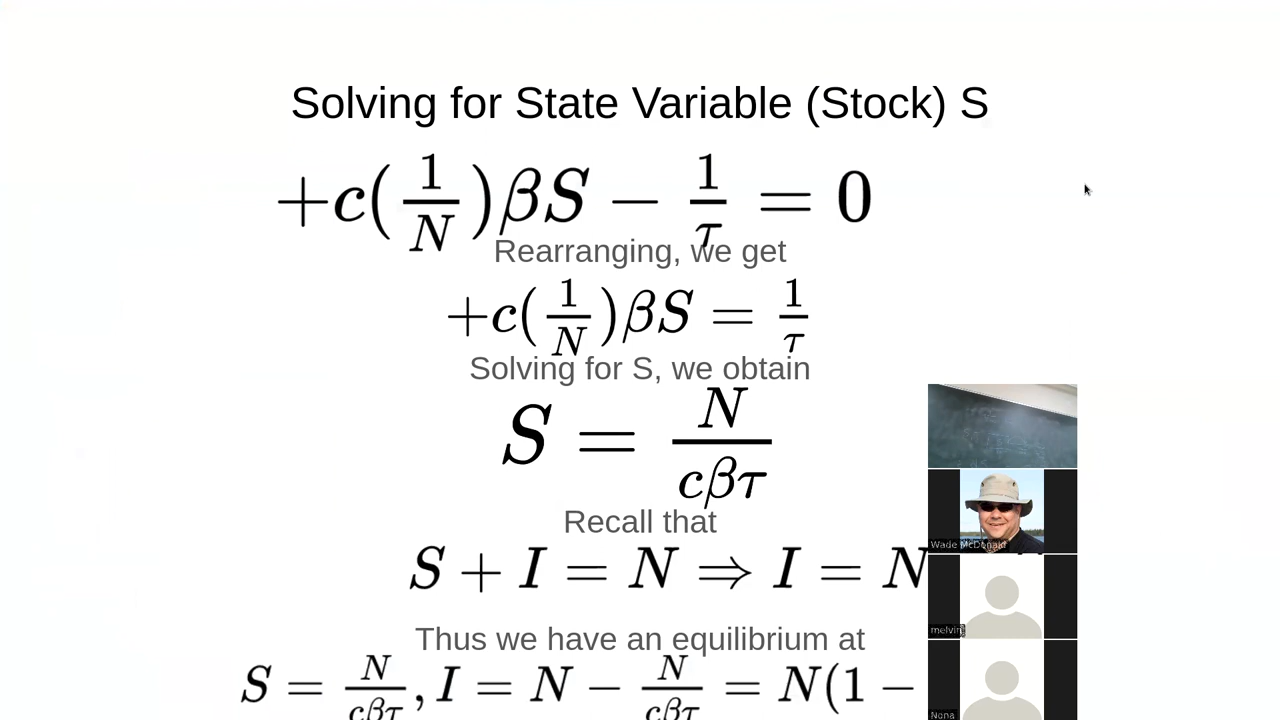 Solving for State Variable (Stock) S
+c(1/N)βS − 1/τ = 0
Rearranging, we get
+c(1/N)βS = 1/τ
Solving for S, we obtain
S = N/cβτ
Recall that
S + I = N ⇒ I = N
Thus we have an equilibrium at
S = N/cβτ, I = N − N/cβτ = N(1 −
Wade McDonald
melvin
Nona